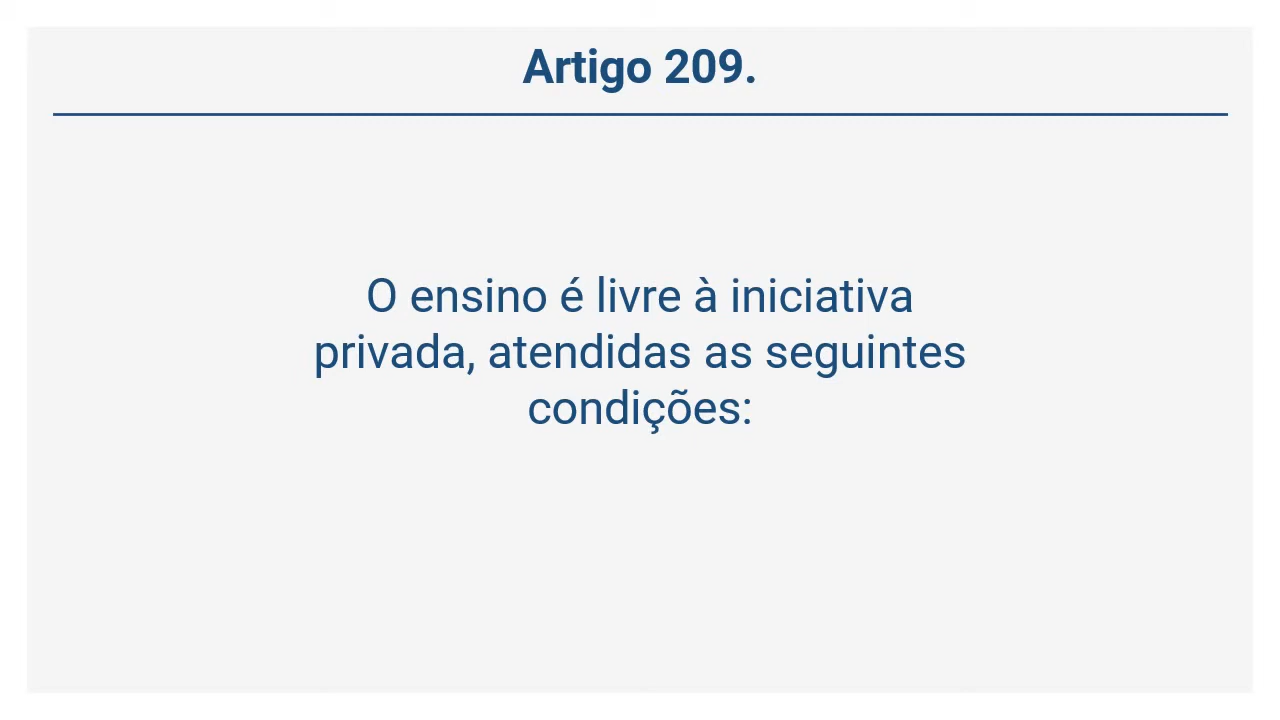 Artigo 209.
O ensino é livre à iniciativa
privada, atendidas as seguintes
condições: